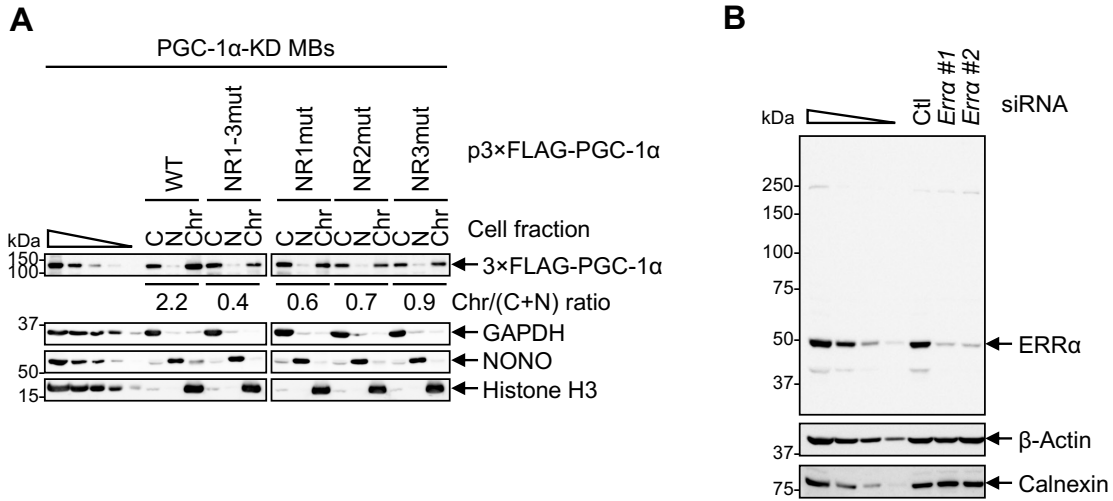 A
PGC-1α-KD MBs
WT
NR1-3mut
NR1mut
NR2mut
NR3mut
p3×FLAG-PGC-1α
kDa
C N Chr C N Chr C N Chr C N Chr C N Chr
Cell fraction
150
100
3×FLAG-PGC-1α
2.2 0.4 0.6 0.7 0.9 Chr/(C+N) ratio
37
GAPDH
NONO
50
15
Histone H3
B
kDa
Ctl
Errα #1
Errα #2
siRNA
250
150
100
75
50
ERRα
37
β-Actin
37
75
Calnexin